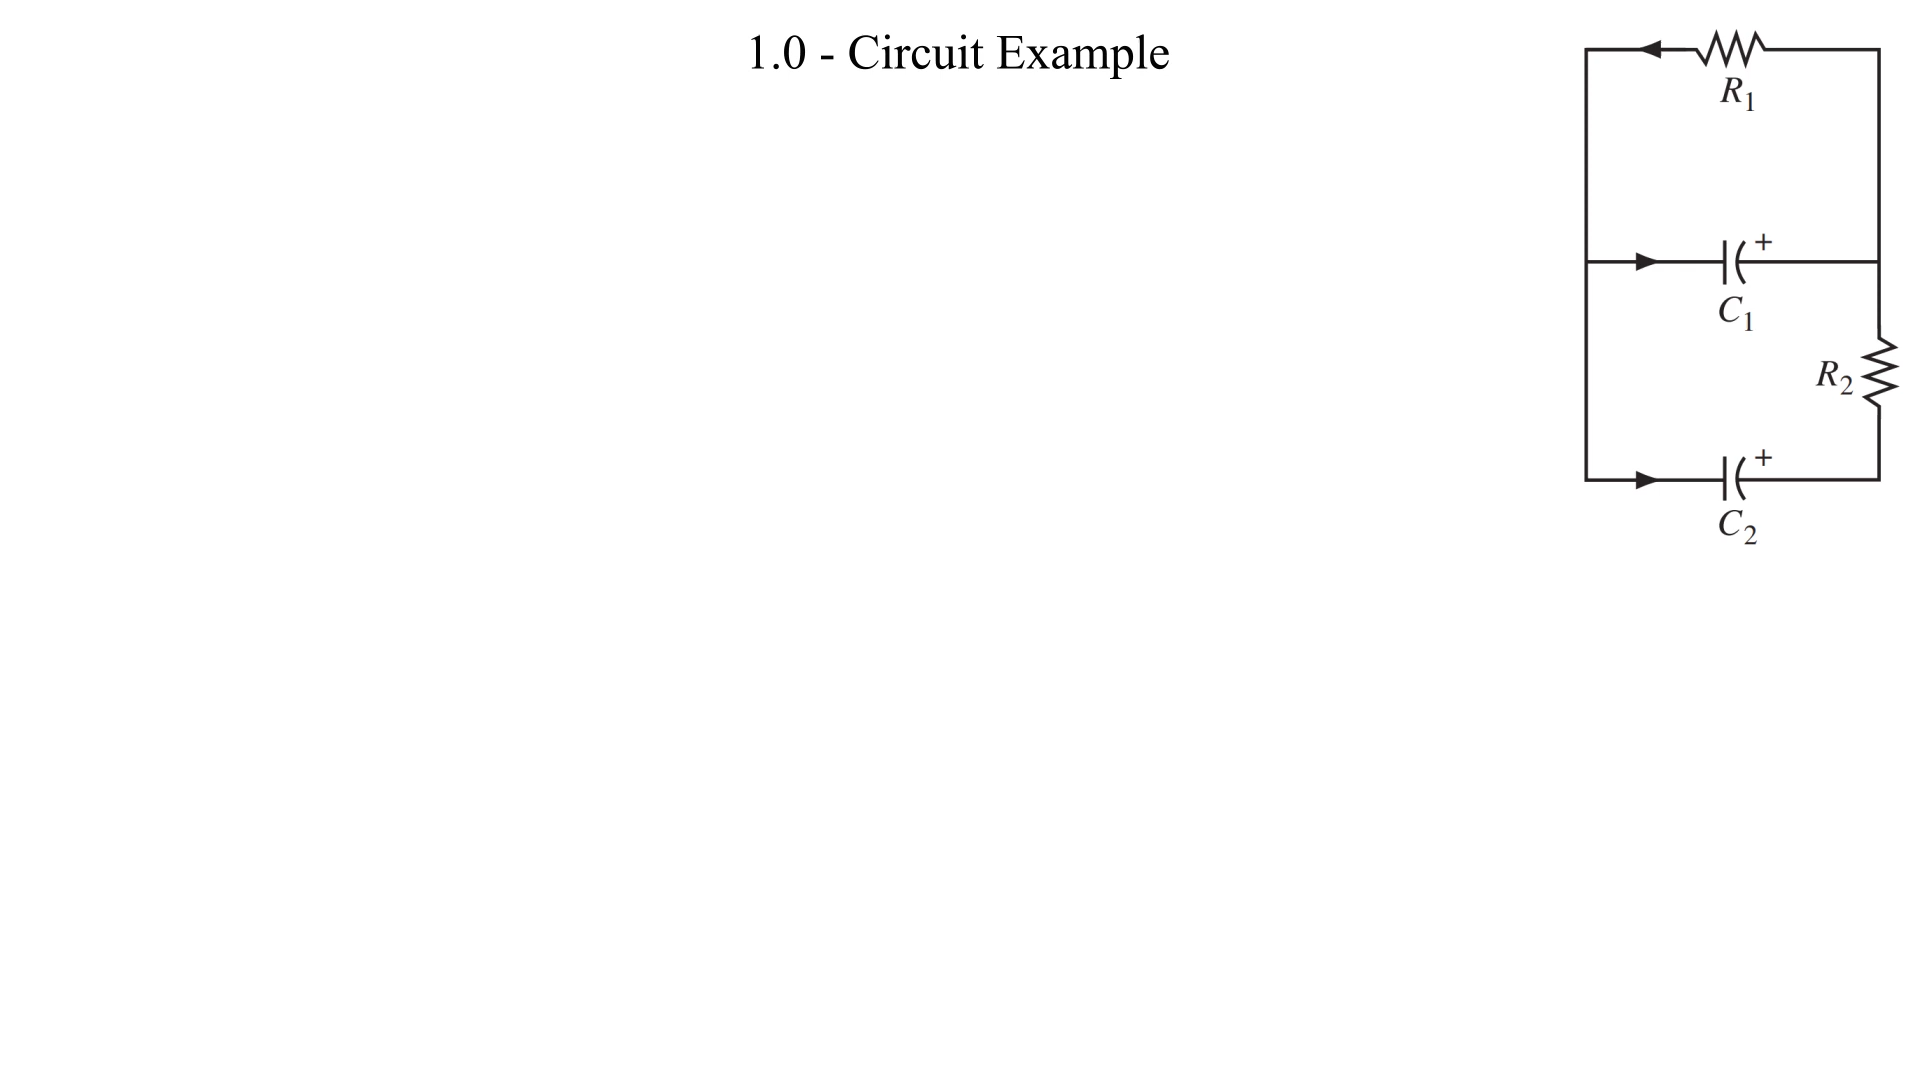 1.0 - Circuit Example
R₁
+
C₁
R₂
+
C₂